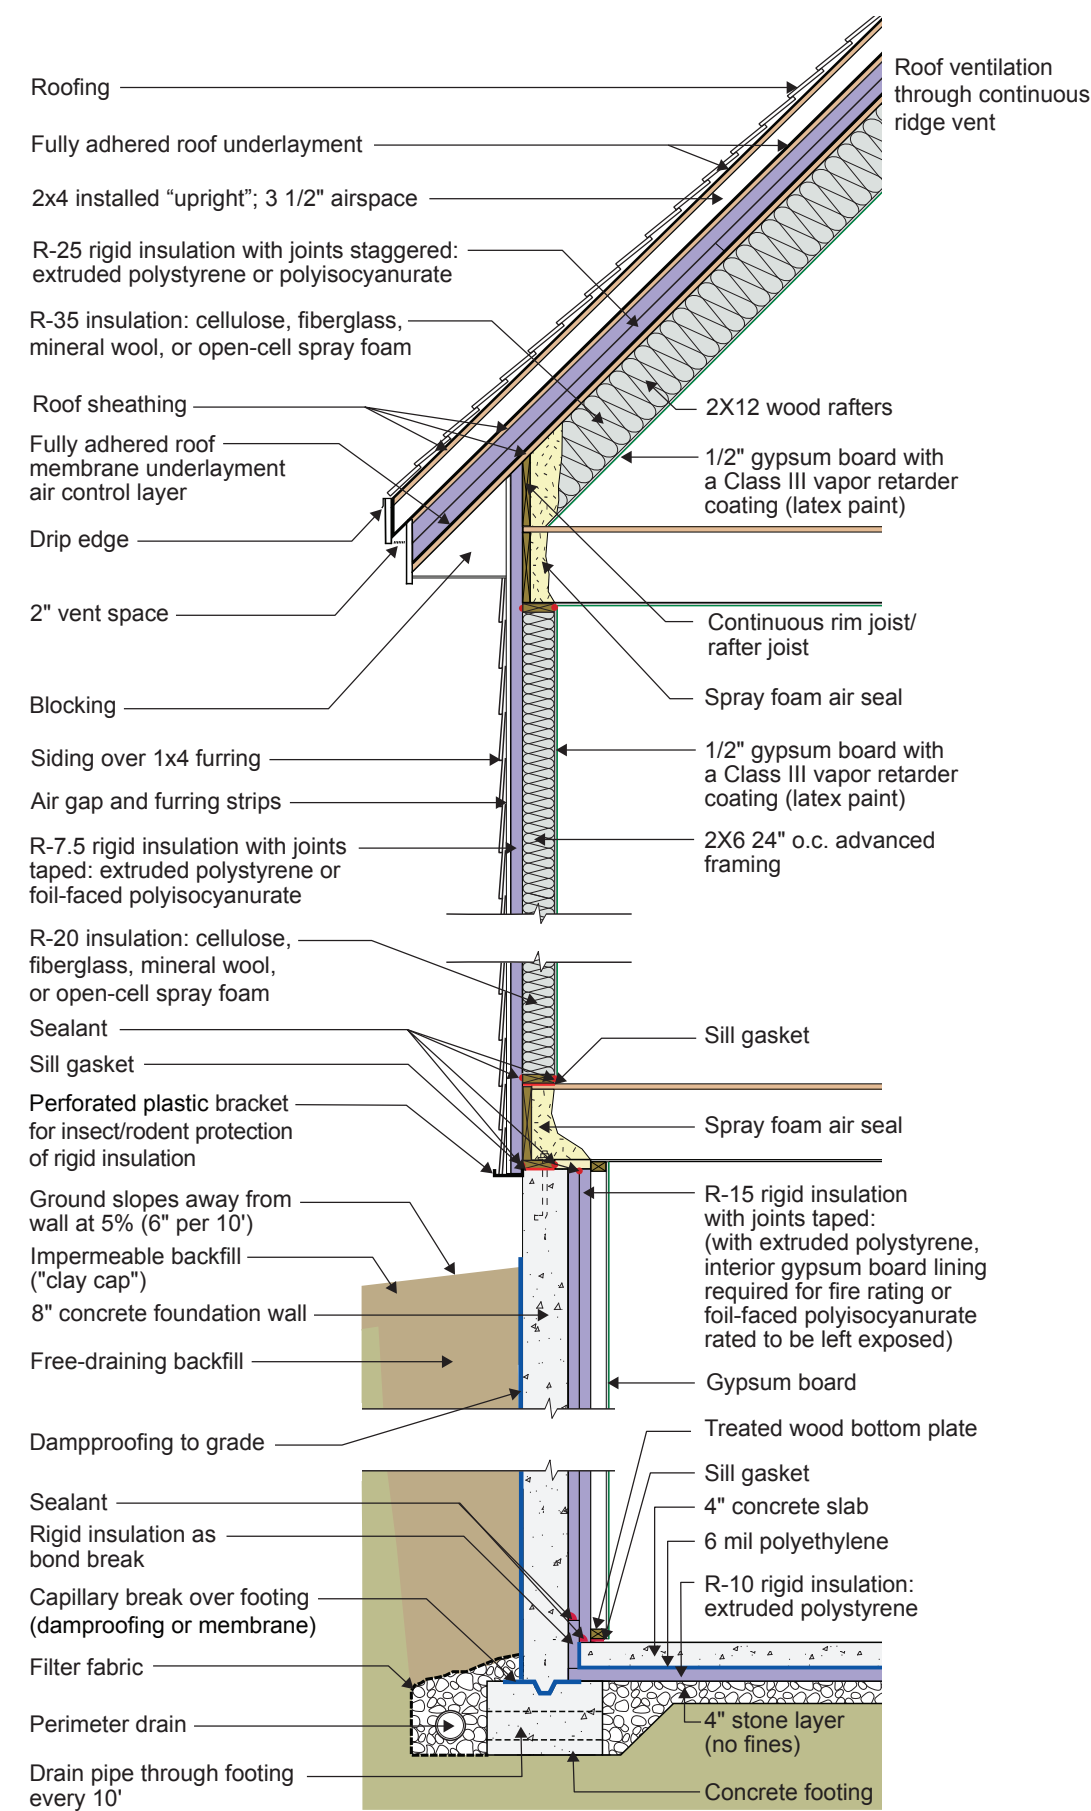 Roofing
Fully adhered roof underlayment
2x4 installed “upright”; 3 1/2" airspace
R-25 rigid insulation with joints staggered:
extruded polystyrene or polyisocyanurate
R-35 insulation: cellulose, fiberglass,
mineral wool, or open-cell spray foam
Roof sheathing
Fully adhered roof
membrane underlayment
air control layer
Drip edge
2" vent space
Blocking
Siding over 1x4 furring
Air gap and furring strips
R-7.5 rigid insulation with joints
taped: extruded polystyrene or
foil-faced polyisocyanurate
R-20 insulation: cellulose,
fiberglass, mineral wool,
or open-cell spray foam
Sealant
Sill gasket
Perforated plastic bracket
for insect/rodent protection
of rigid insulation
Ground slopes away from
wall at 5% (6" per 10')
Impermeable backfill
("clay cap")
8" concrete foundation wall
Free-draining backfill
Dampproofing to grade
Sealant
Rigid insulation as
bond break
Capillary break over footing
(damproofing or membrane)
Filter fabric
Perimeter drain
Drain pipe through footing
every 10'
Roof ventilation
through continuous
ridge vent
2X12 wood rafters
1/2" gypsum board with
a Class III vapor retarder
coating (latex paint)
Continuous rim joist/
rafter joist
Spray foam air seal
1/2" gypsum board with
a Class III vapor retarder
coating (latex paint)
2X6 24" o.c. advanced
framing
Sill gasket
Spray foam air seal
R-15 rigid insulation
with joints taped:
(with extruded polystyrene,
interior gypsum board lining
required for fire rating or
foil-faced polyisocyanurate
rated to be left exposed)
Gypsum board
Treated wood bottom plate
Sill gasket
4" concrete slab
6 mil polyethylene
R-10 rigid insulation:
extruded polystyrene
4" stone layer
(no fines)
Concrete footing